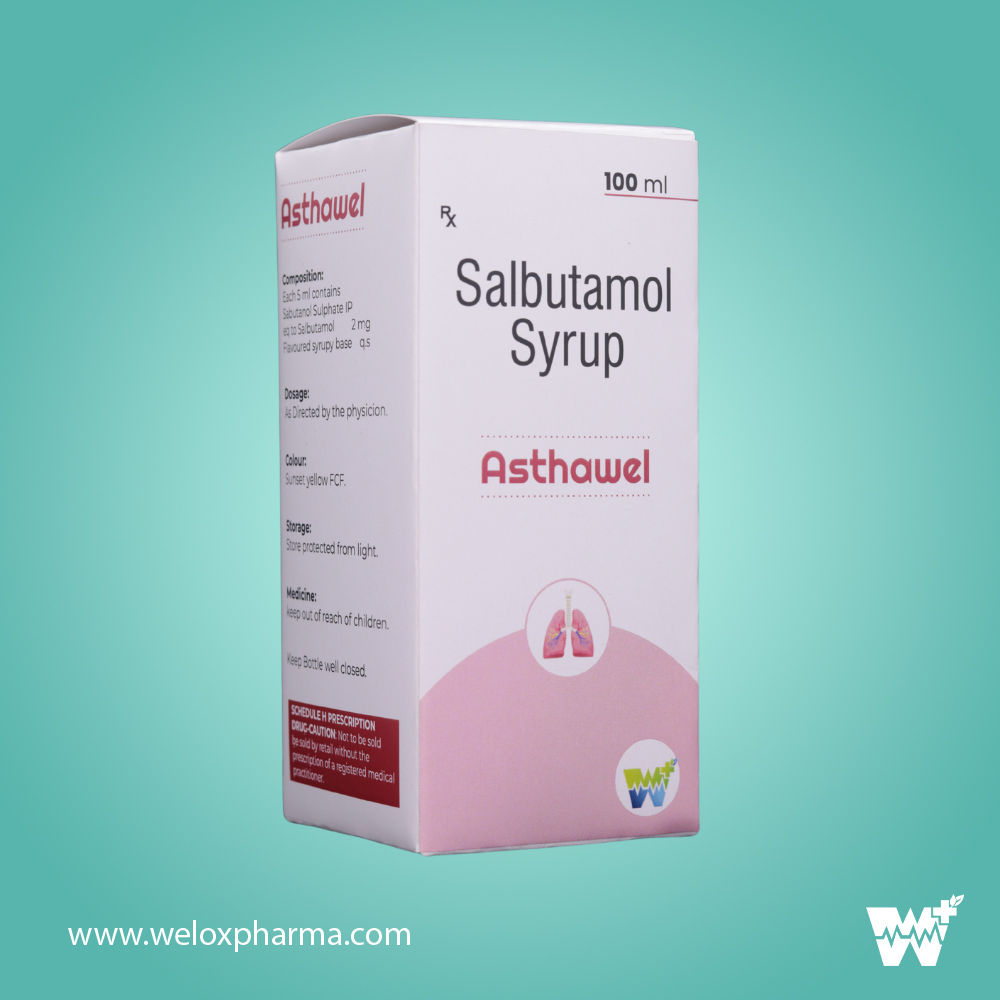 Asthawel
Composition:
Each 5 ml contains
Sabutanol Sulphate IP
eq to Salbutamol 2 mg
Flavoured syrupy base q.s
Dosage:
As Directed by the physicion.
Colour:
Sunset yellow FCF.
Storage:
Store protected from light.
Medicine:
keep out of reach of children.
Keep Bottle well closed.
SCHEDULE H PRESCRIPTION
DRUG-CAUTION: Not to be sold
be sold by retail without the
prescription of a registered medical
practitioner.
100 ml
Rx
Salbutamol
Syrup
Asthawel
W+
www.weloxpharma.com
W+